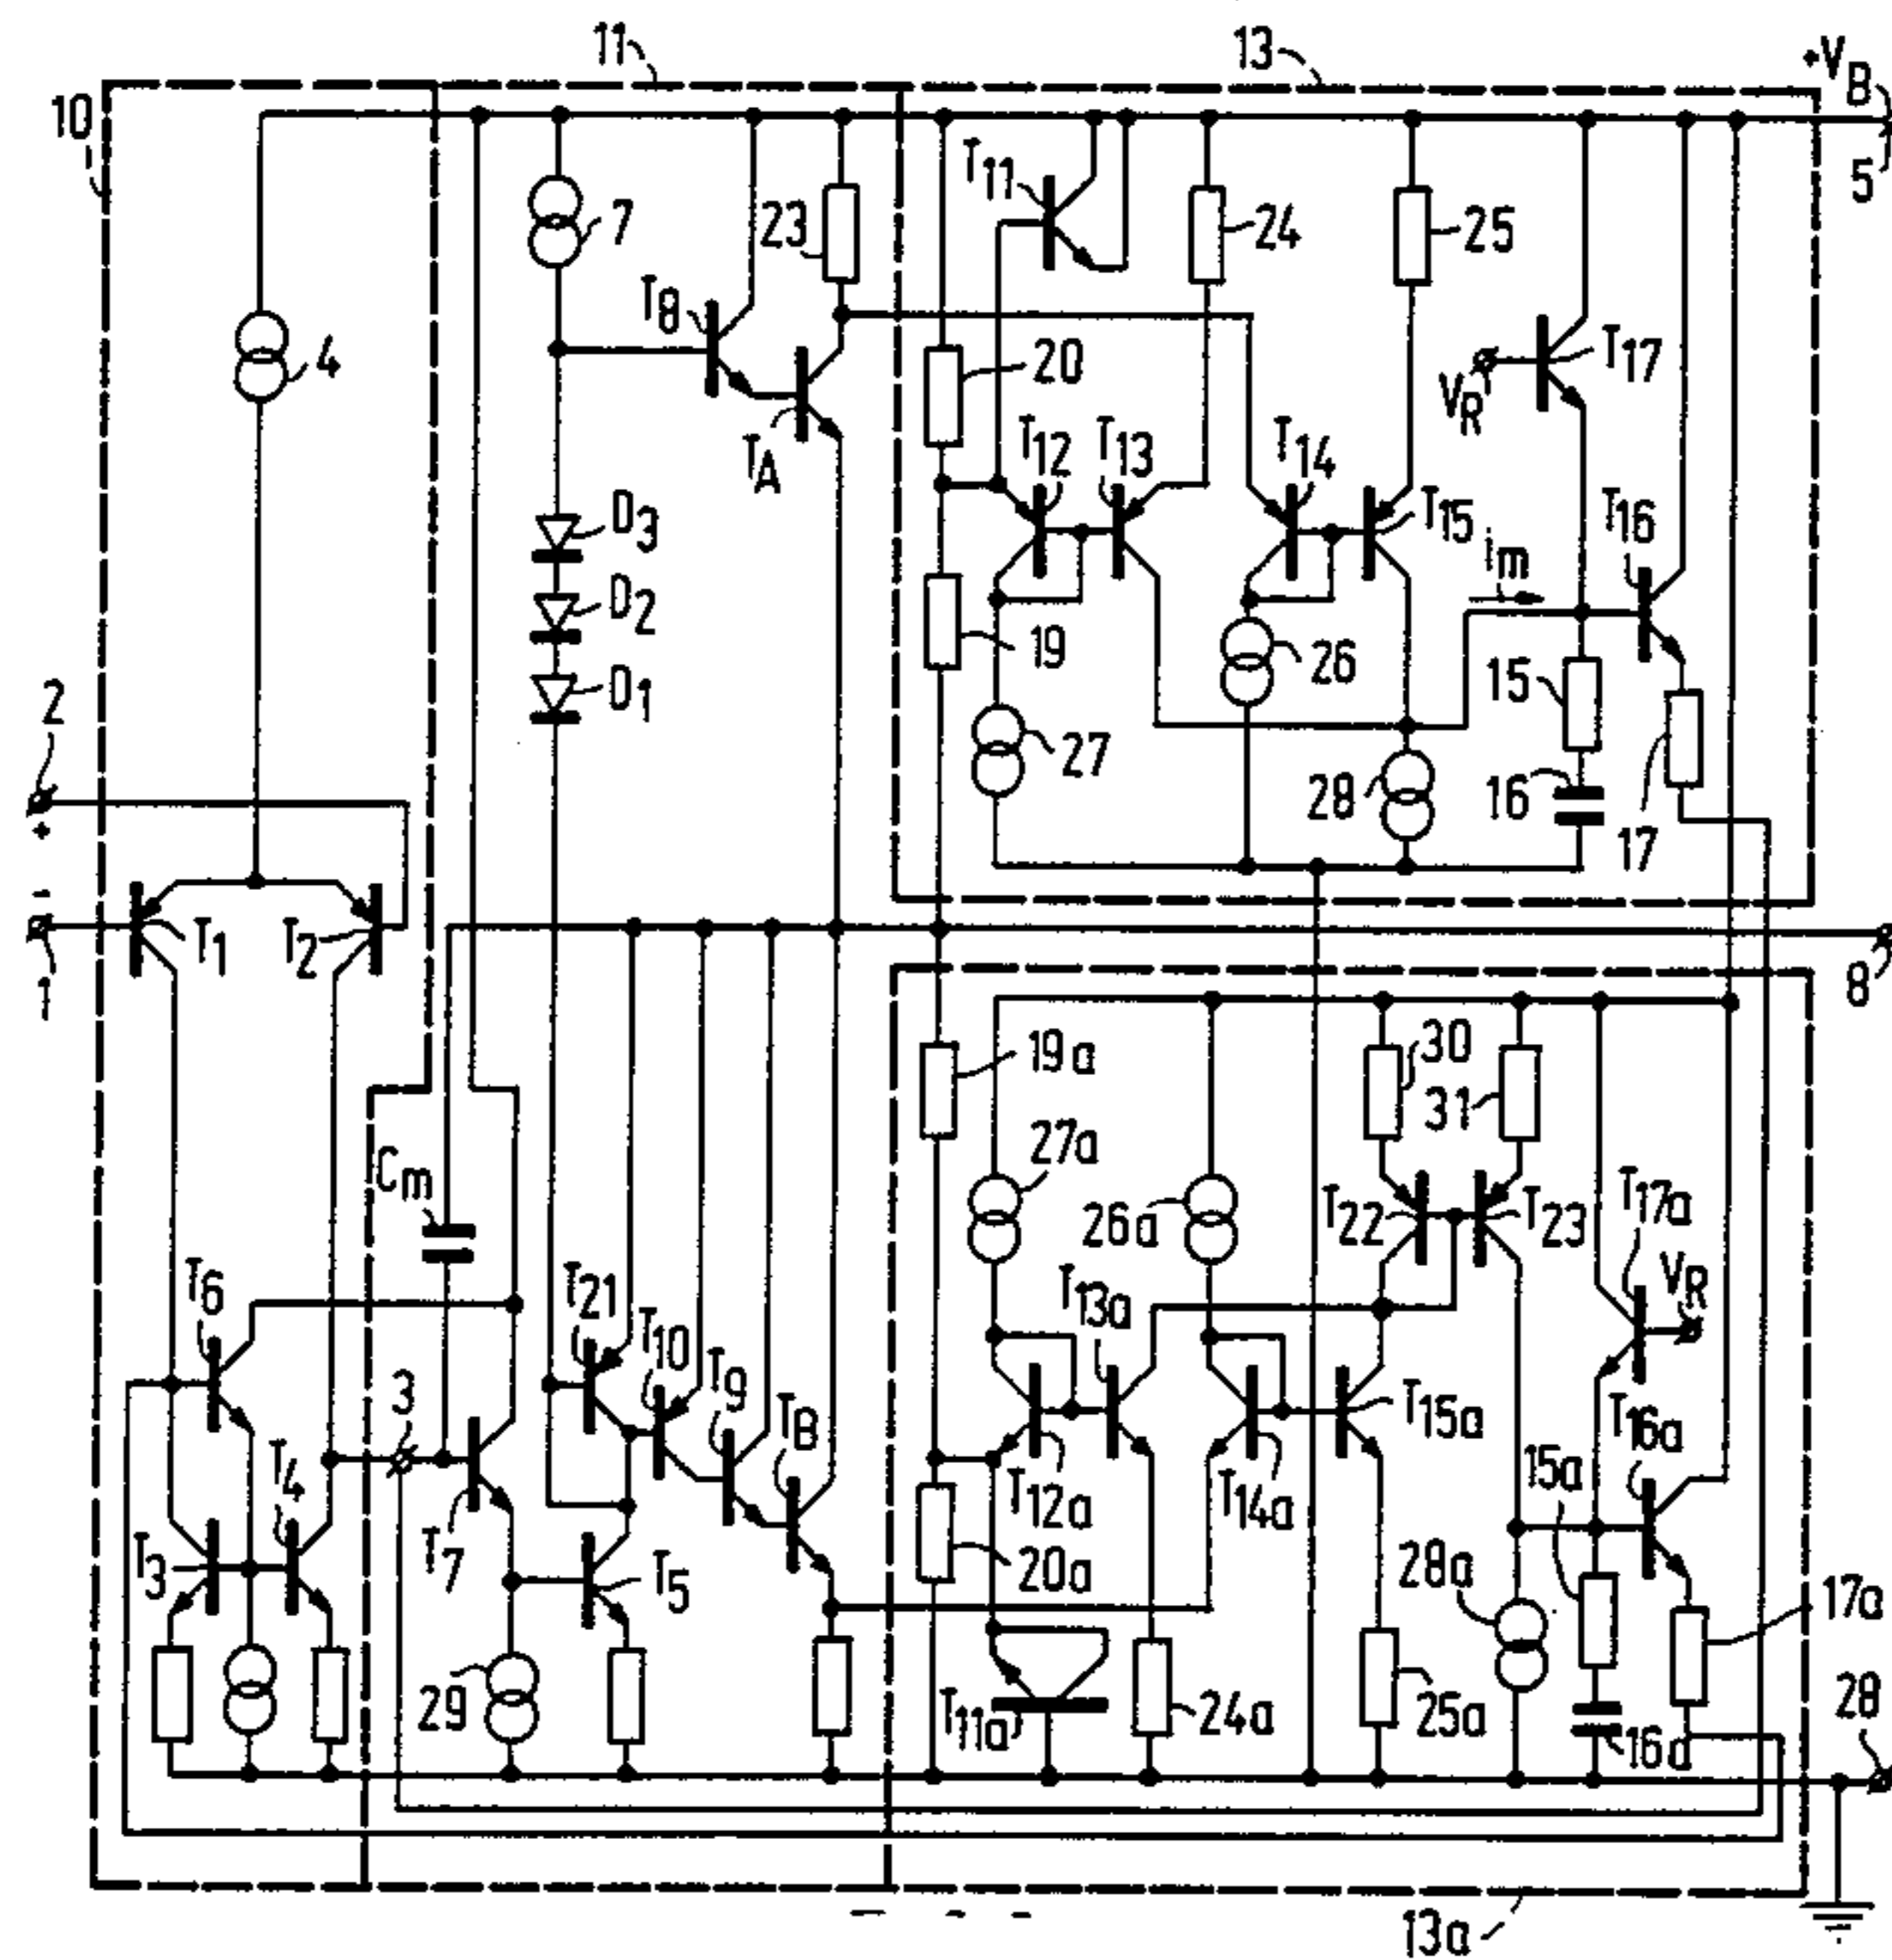 11
13
+VB
10
5
T11
7
23
24
25
T8
4
20
T17
VR
TA
T12
T13
T14
T15
T16
D3
im
D2
19
26
15
D1
2
27
28
16
17
+
-
T1
T2
1
8
19a
30
31
27a
Cm
26a
T22
T23
T17a
VR
T6
T21
T13a
T10
T9
3
TB
T15a
T16a
T4
15a
T12a
T14a
T3
T7
T5
20a
28a
17a
29
T11a
24a
25a
16a
28
13a